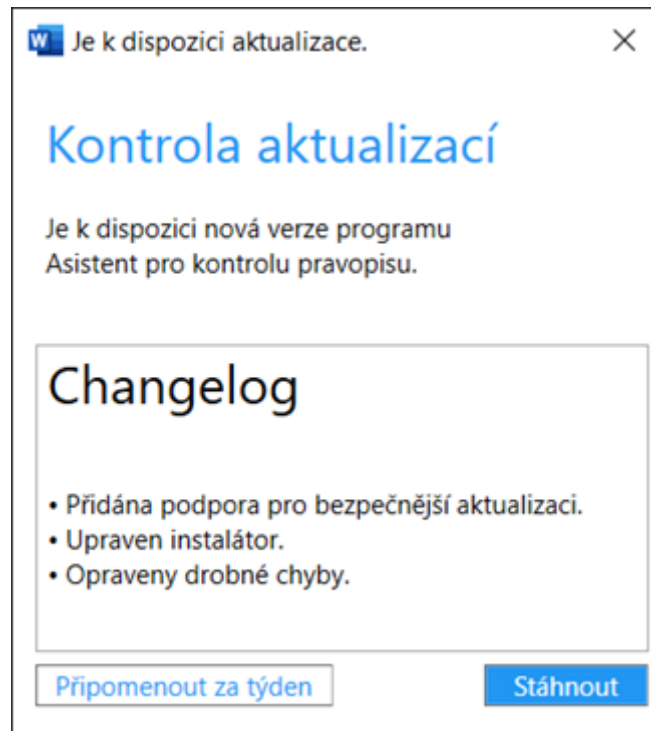 Je k dispozici aktualizace.
Kontrola aktualizací
Je k dispozici nová verze programu
Asistent pro kontrolu pravopisu.
Changelog
• Přidána podpora pro bezpečnější aktualizaci.
• Upraven instalátor.
• Opraveny drobné chyby.
Připomenout za týden
Stáhnout